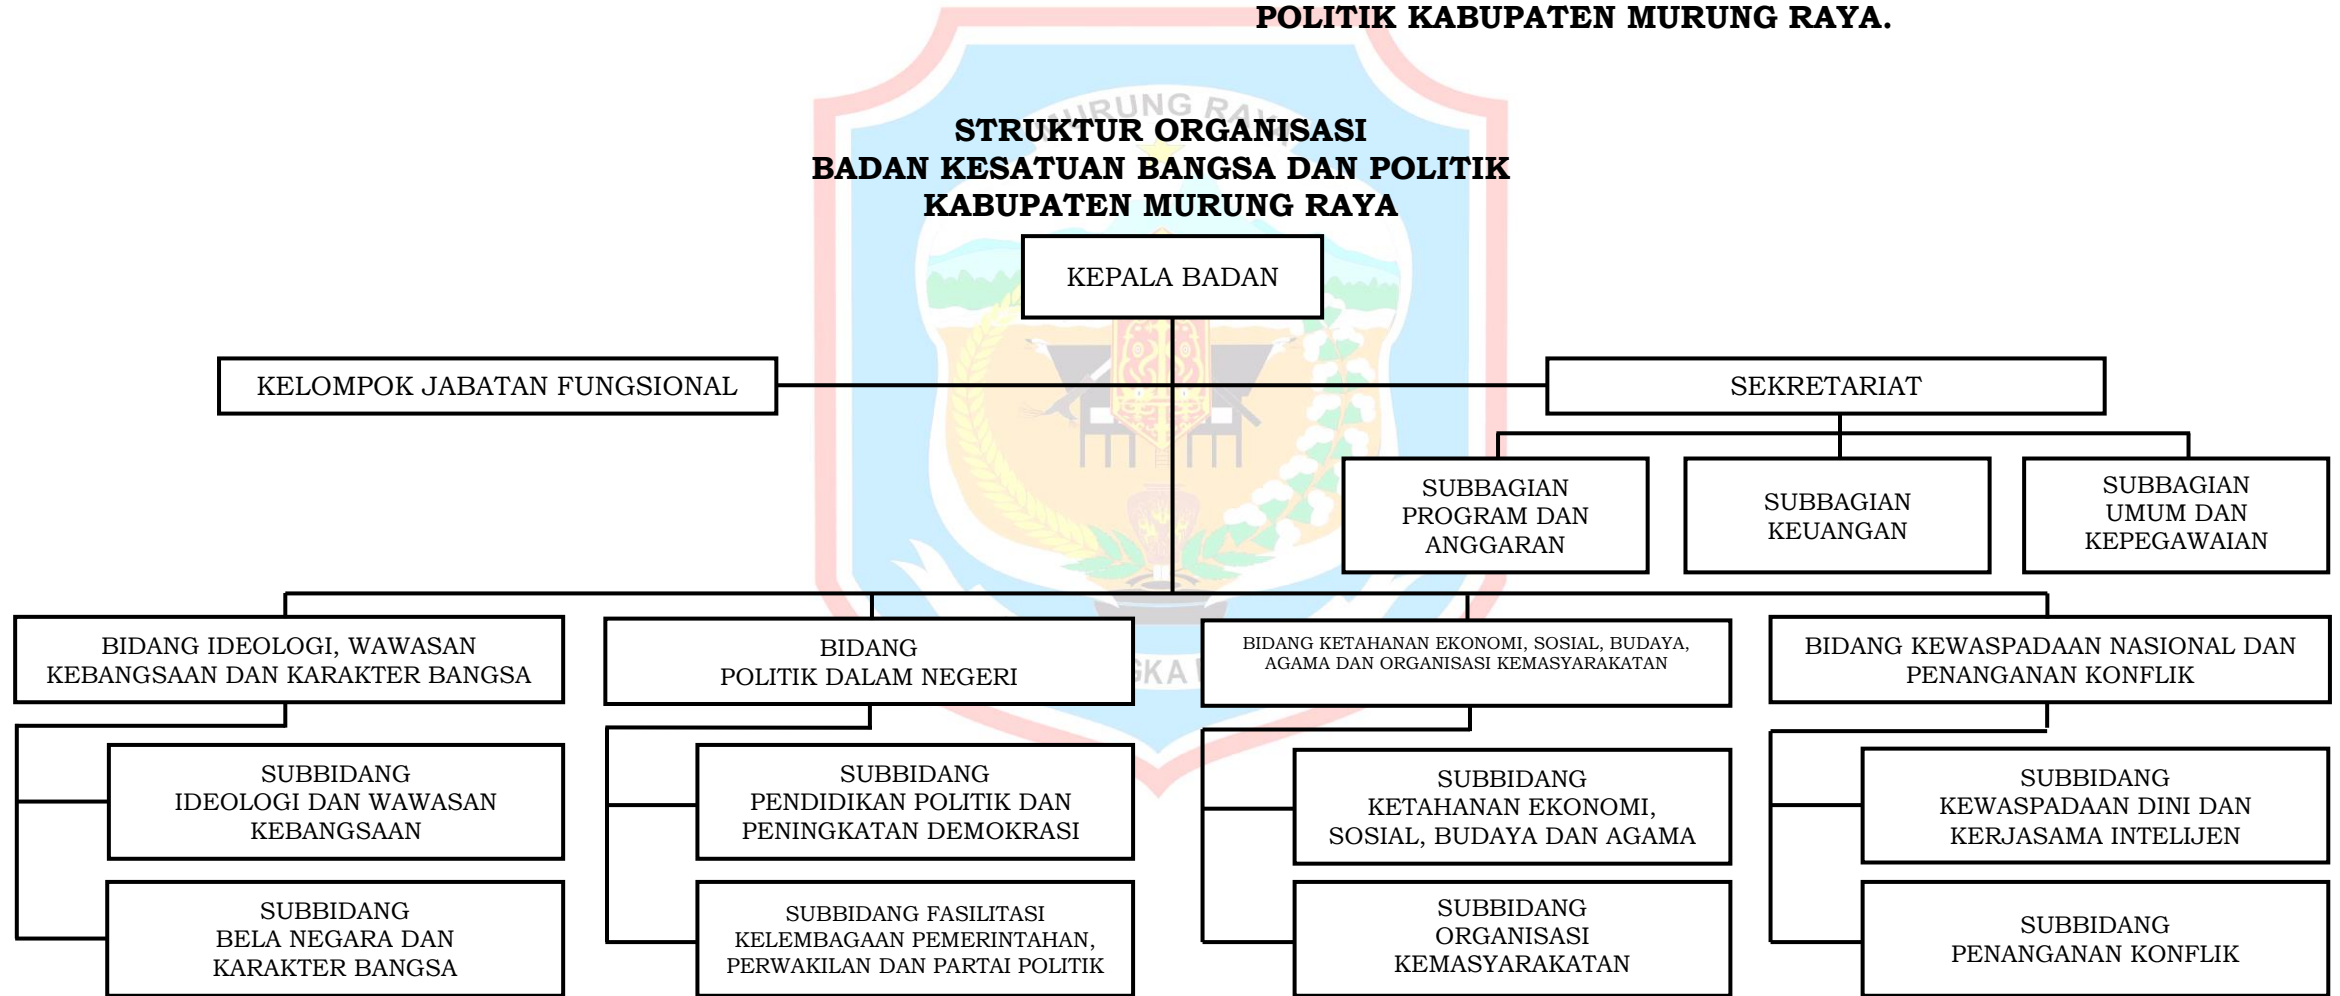 POLITIK KABUPATEN MURUNG RAYA.
MURUNG RAYA
STRUKTUR ORGANISASI
BADAN KESATUAN BANGSA DAN POLITIK
KABUPATEN MURUNG RAYA
KEPALA BADAN
KELOMPOK JABATAN FUNGSIONAL
SEKRETARIAT
SUBBAGIAN
PROGRAM DAN
ANGGARAN
SUBBAGIAN
KEUANGAN
SUBBAGIAN
UMUM DAN
KEPEGAWAIAN
BIDANG IDEOLOGI, WAWASAN
KEBANGSAAN DAN KARAKTER BANGSA
BIDANG
POLITIK DALAM NEGERI
BIDANG KETAHANAN EKONOMI, SOSIAL, BUDAYA,
AGAMA DAN ORGANISASI KEMASYARAKATAN
BIDANG KEWASPADAAN NASIONAL DAN
PENANGANAN KONFLIK
SUBBIDANG
IDEOLOGI DAN WAWASAN
KEBANGSAAN
SUBBIDANG
PENDIDIKAN POLITIK DAN
PENINGKATAN DEMOKRASI
SUBBIDANG
KETAHANAN EKONOMI,
SOSIAL, BUDAYA DAN AGAMA
SUBBIDANG
KEWASPADAAN DINI DAN
KERJASAMA INTELIJEN
SUBBIDANG
BELA NEGARA DAN
KARAKTER BANGSA
SUBBIDANG FASILITASI
KELEMBAGAAN PEMERINTAHAN,
PERWAKILAN DAN PARTAI POLITIK
SUBBIDANG
ORGANISASI
KEMASYARAKATAN
SUBBIDANG
PENANGANAN KONFLIK